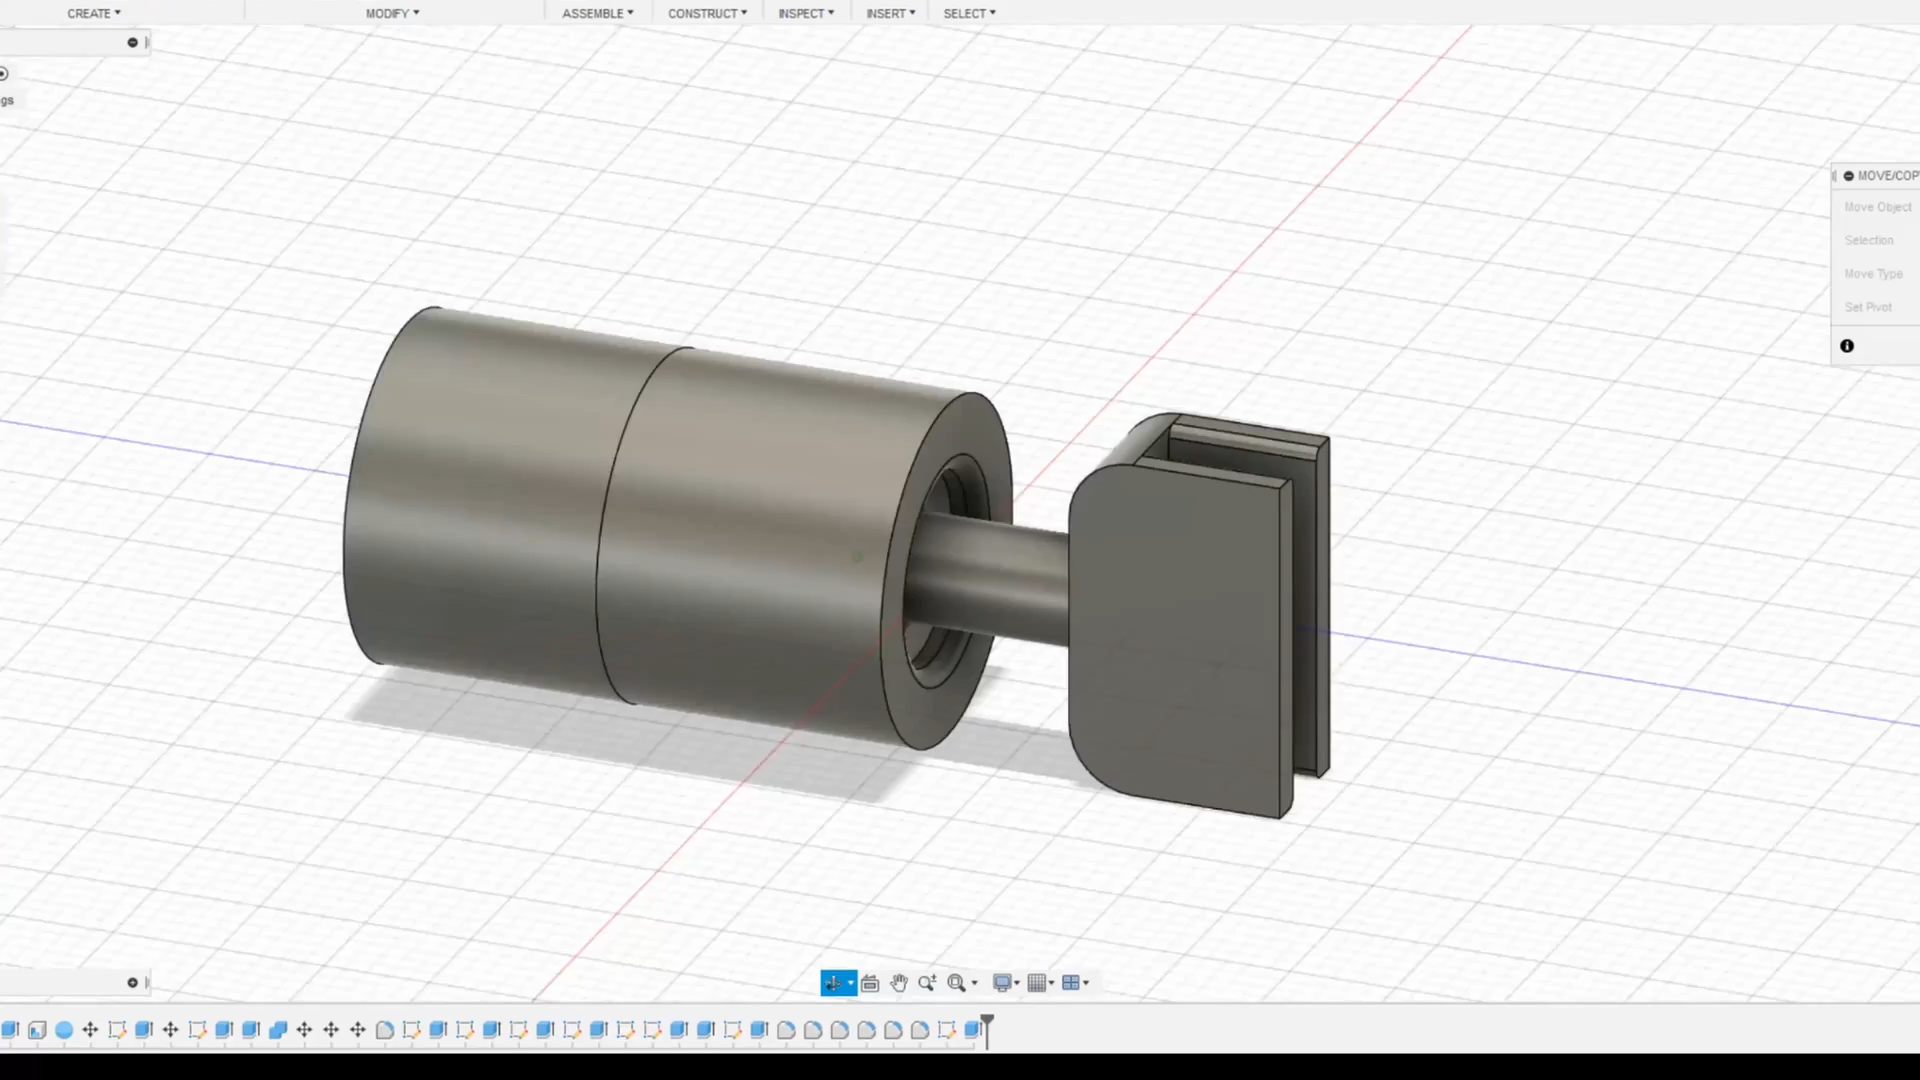 CREATE MODIFY ASSEMBLE CONSTRUCT INSPECT INSERT SELECT
gs
MOVE/COP
Move Object
Selection
Move Type
Set Pivot